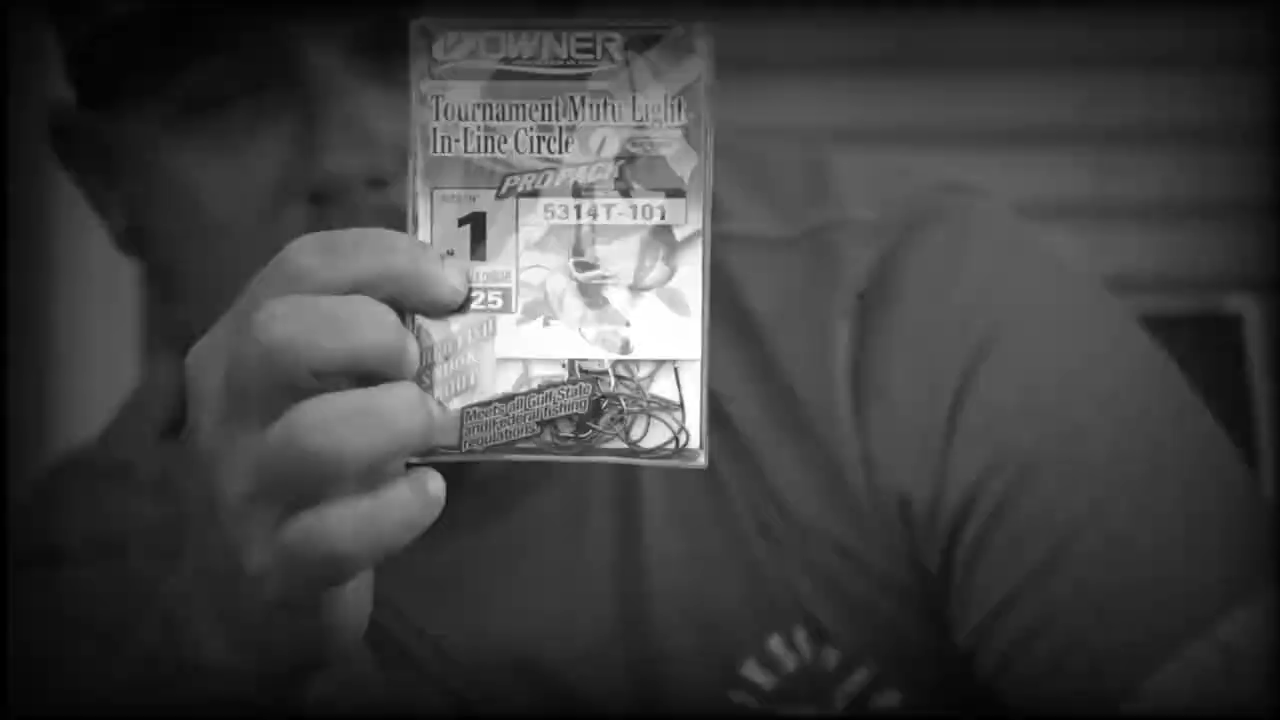 OWNER
Tournament Mutu Light
In-Line Circle
PRO PACK
5314T-101
1
25
Meets all Gulf State
and Federal fishing
regulations.